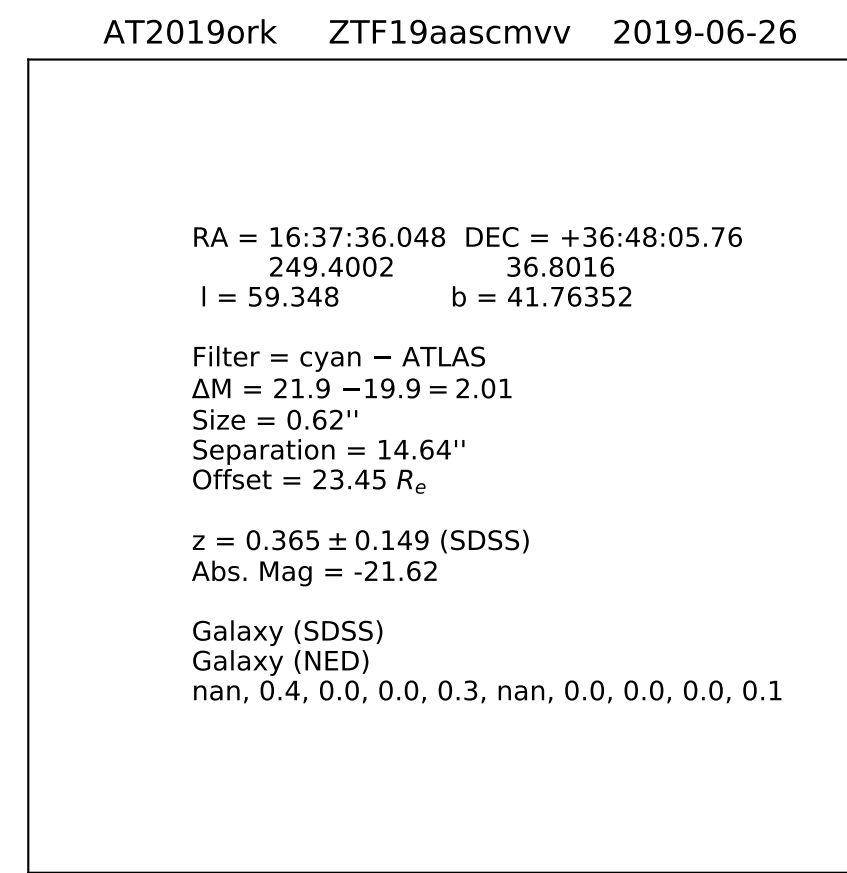 AT2019ork ZTF19aascmvv 2019-06-26
RA = 16:37:36.048 DEC = +36:48:05.76
249.4002 36.8016
l = 59.348 b = 41.76352
Filter = cyan − ATLAS
ΔM = 21.9 −19.9 = 2.01
Size = 0.62''
Separation = 14.64''
Offset = 23.45 Rₑ
z = 0.365 ± 0.149 (SDSS)
Abs. Mag = -21.62
Galaxy (SDSS)
Galaxy (NED)
nan, 0.4, 0.0, 0.0, 0.3, nan, 0.0, 0.0, 0.0, 0.1